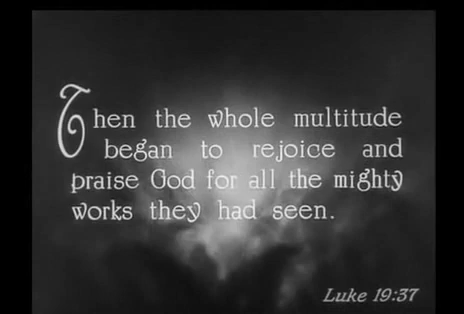 Then the whole multitude
began to rejoice and
praise God for all the mighty
works they had seen.
Luke 19:37